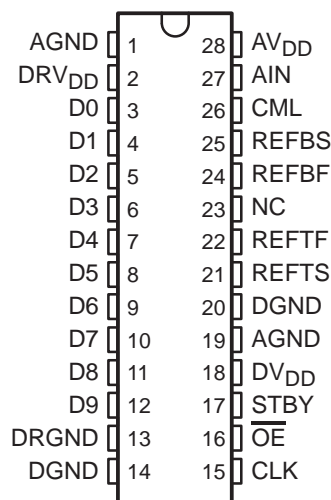 AGND 1 28 AVDD
DRVDD 2 27 AIN
D0 3 26 CML
D1 4 25 REFBS
D2 5 24 REFBF
D3 6 23 NC
D4 7 22 REFTF
D5 8 21 REFTS
D6 9 20 DGND
D7 10 19 AGND
D8 11 18 DVDD
D9 12 17 STBY
DRGND 13 16 O̅E̅
DGND 14 15 CLK